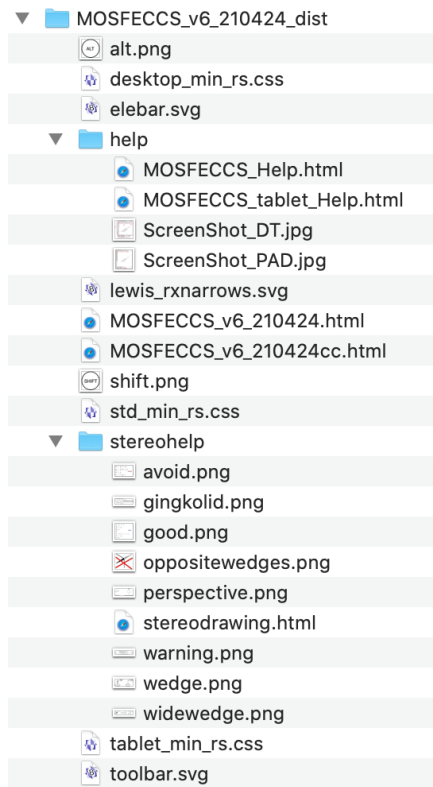 MOSFECCS_v6_210424_dist
ALT alt.png
desktop_min_rs.css
elebar.svg
help
MOSFECCS_Help.html
MOSFECCS_tablet_Help.html
ScreenShot_DT.jpg
ScreenShot_PAD.jpg
lewis_rxnarrows.svg
MOSFECCS_v6_210424.html
MOSFECCS_v6_210424cc.html
SHIFT shift.png
std_min_rs.css
stereohelp
avoid.png
gingkolid.png
good.png
oppositewedges.png
perspective.png
stereodrawing.html
warning.png
wedge.png
widewedge.png
tablet_min_rs.css
toolbar.svg